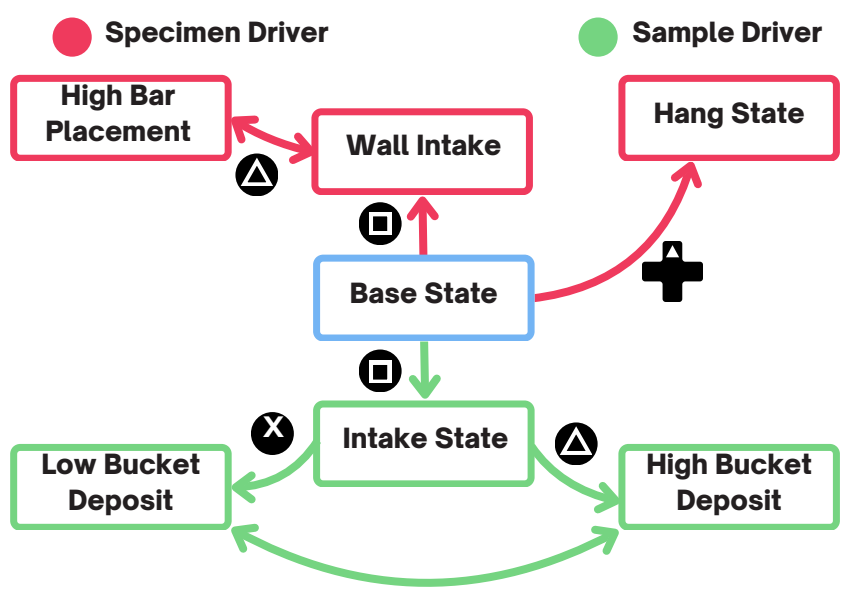 Specimen Driver
Sample Driver
High Bar
Placement
Wall Intake
Hang State
Base State
Intake State
X
Low Bucket
Deposit
High Bucket
Deposit